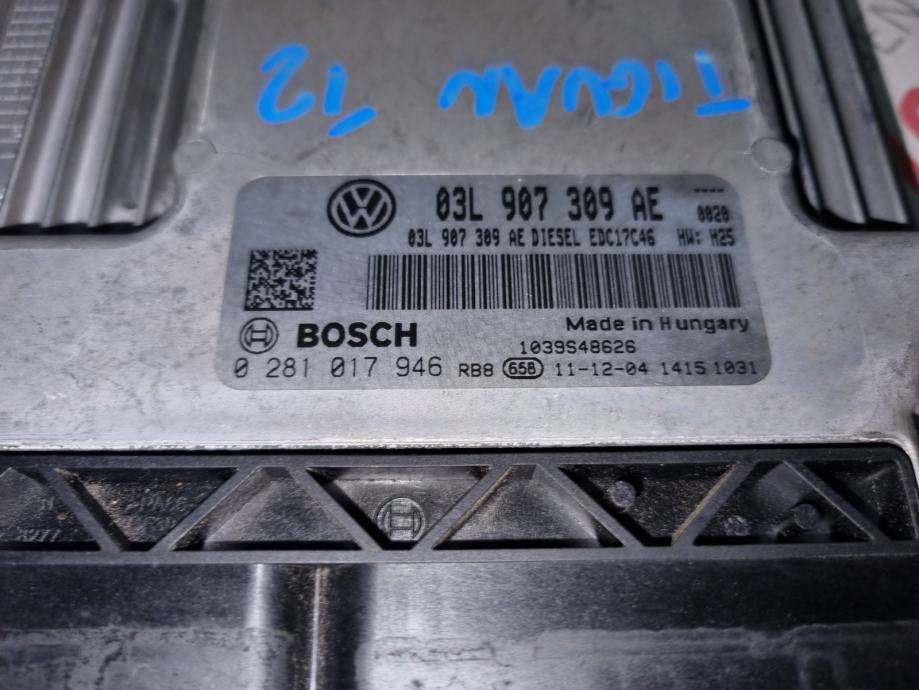 TIGUAN 12
03L 907 309 AE ----
0020
03L 907 309 AE DIESEL EDC17C46 HW: H25
BOSCH
Made in Hungary
1039S48626
0 281 017 946 RB8 658 11-12-04 1415 1031